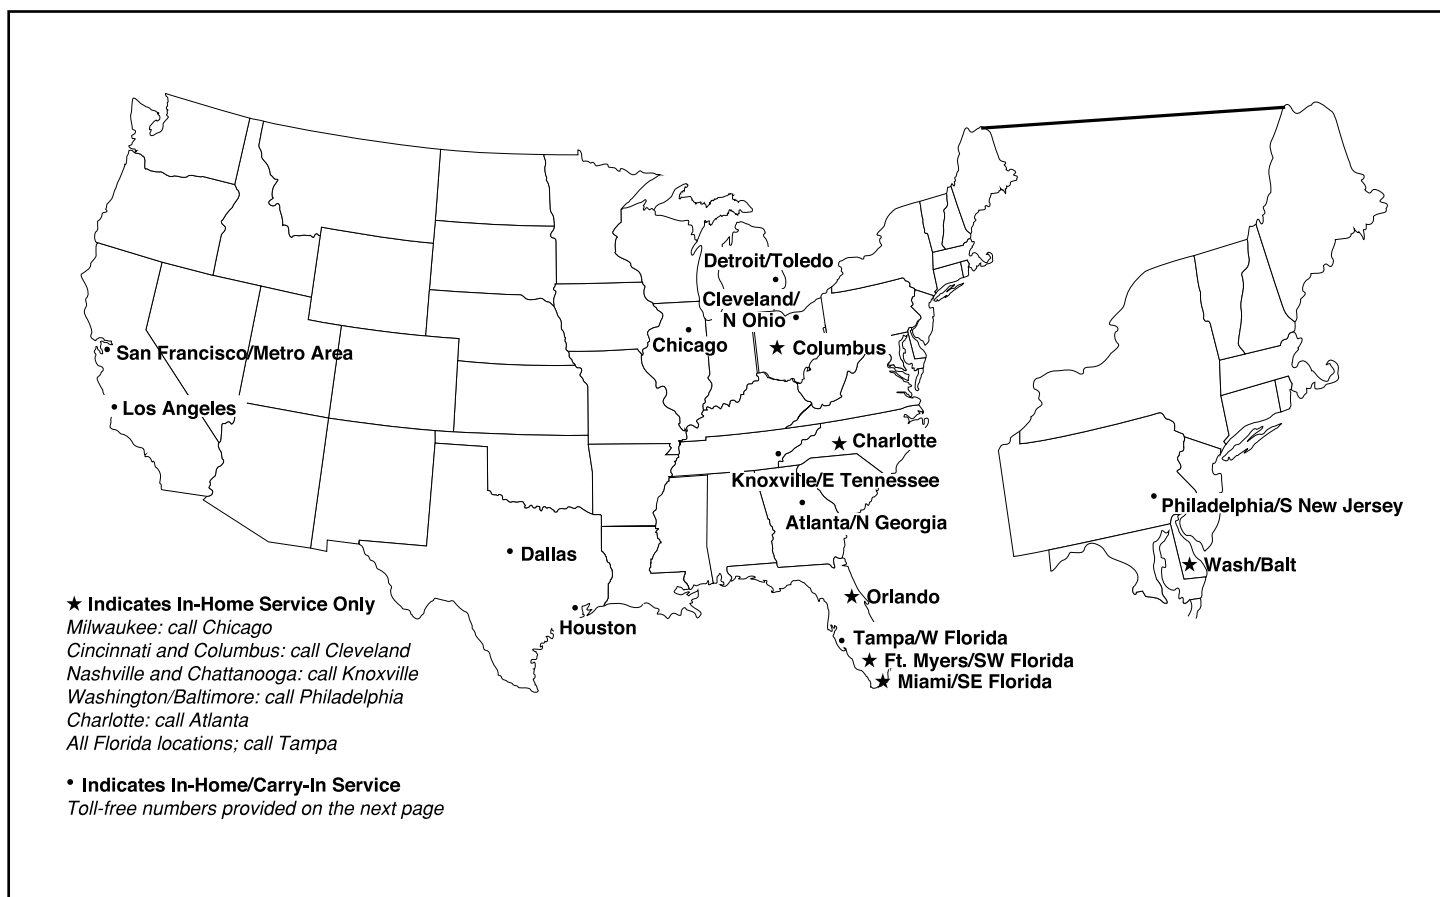 Detroit/Toledo
Cleveland/
N Ohio
Chicago
★ Columbus
San Francisco/Metro Area
Los Angeles
★ Charlotte
Knoxville/E Tennessee
Atlanta/N Georgia
Philadelphia/S New Jersey
★ Wash/Balt
Dallas
Houston
★ Orlando
Tampa/W Florida
★ Ft. Myers/SW Florida
★ Miami/SE Florida
★ Indicates In-Home Service Only
Milwaukee: call Chicago
Cincinnati and Columbus: call Cleveland
Nashville and Chattanooga: call Knoxville
Washington/Baltimore: call Philadelphia
Charlotte: call Atlanta
All Florida locations; call Tampa
• Indicates In-Home/Carry-In Service
Toll-free numbers provided on the next page